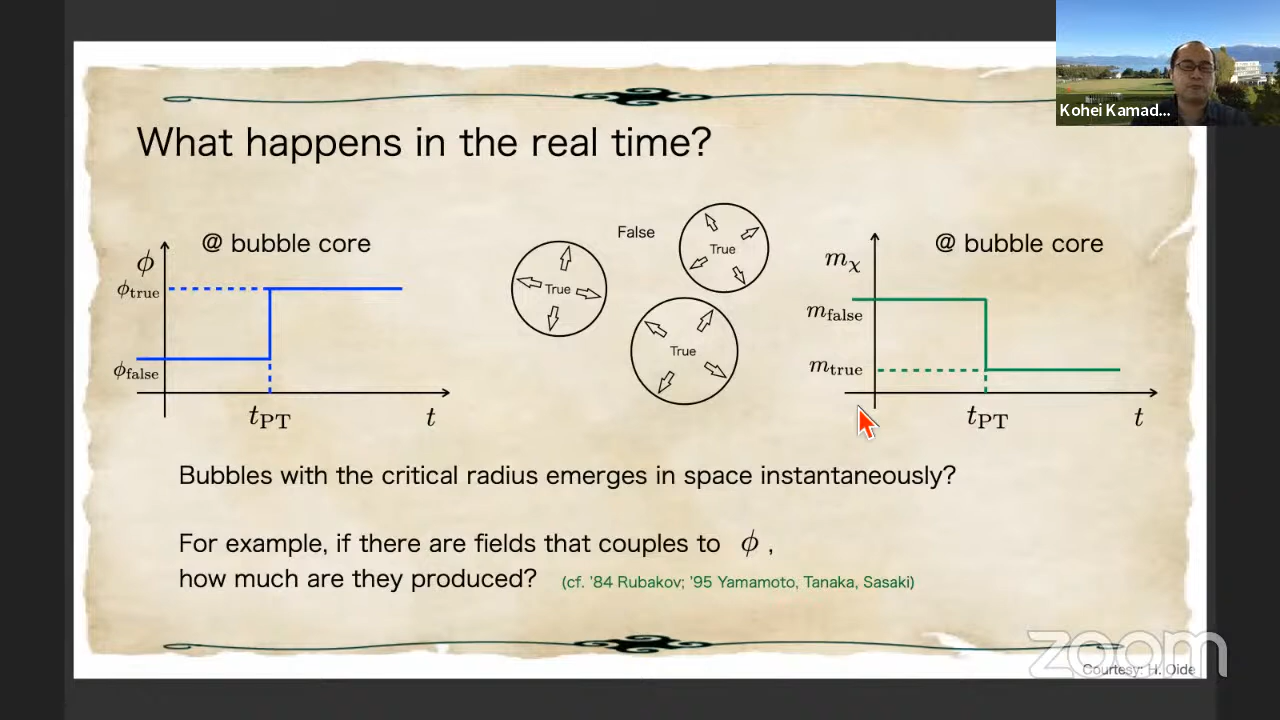 Kohei Kamad...
What happens in the real time?
@ bubble core
ϕ
ϕtrue
ϕfalse
tPT
t
False
True
True
True
@ bubble core
mχ
mfalse
mtrue
tPT
t
Bubbles with the critical radius emerges in space instantaneously?
For example, if there are fields that couples to ϕ ,
how much are they produced? (cf. '84 Rubakov; '95 Yamamoto, Tanaka, Sasaki)
zoom
Courtesy: H. Oide